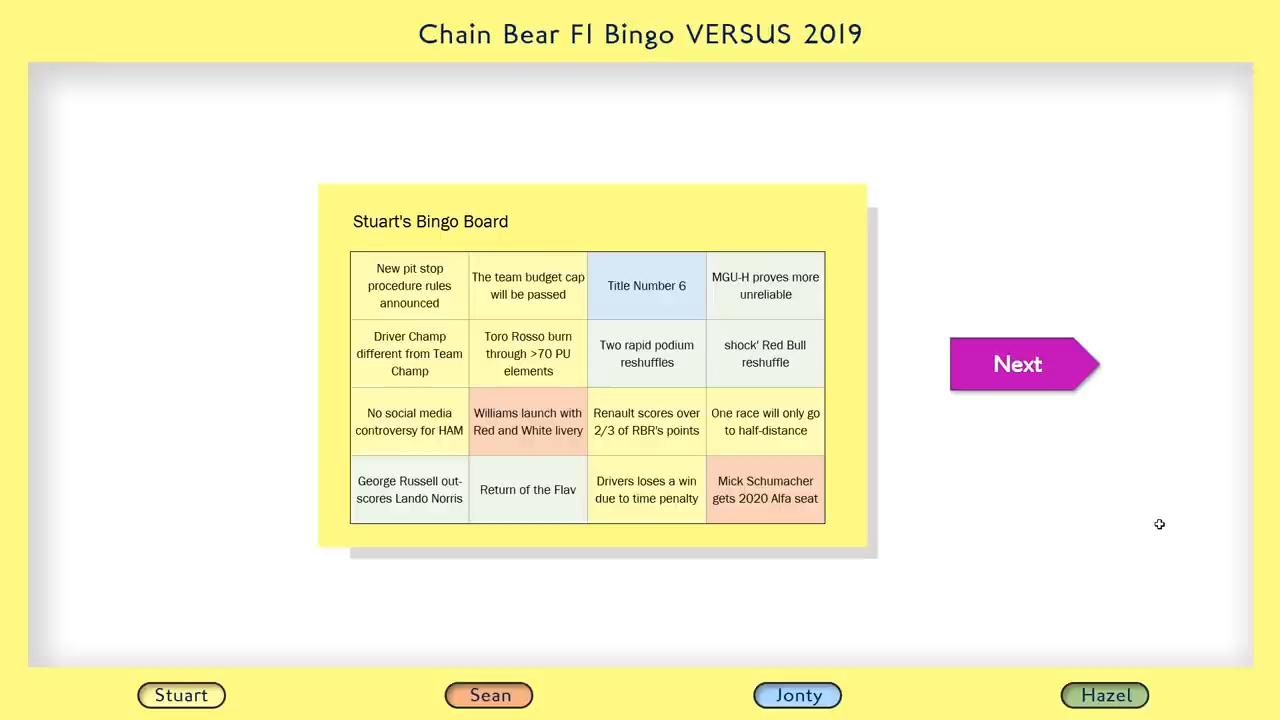 Chain Bear F1 Bingo VERSUS 2019
Stuart's Bingo Board
New pit stop
procedure rules
announced
The team budget cap
will be passed
Title Number 6
MGU-H proves more
unreliable
Driver Champ
different from Team
Champ
Toro Rosso burn
through >70 PU
elements
Two rapid podium
reshuffles
shock' Red Bull
reshuffle
No social media
controversy for HAM
Williams launch with
Red and White livery
Renault scores over
2/3 of RBR's points
One race will only go
to half-distance
George Russell out-
scores Lando Norris
Return of the Flav
Drivers loses a win
due to time penalty
Mick Schumacher
gets 2020 Alfa seat
Next
Stuart
Sean
Jonty
Hazel